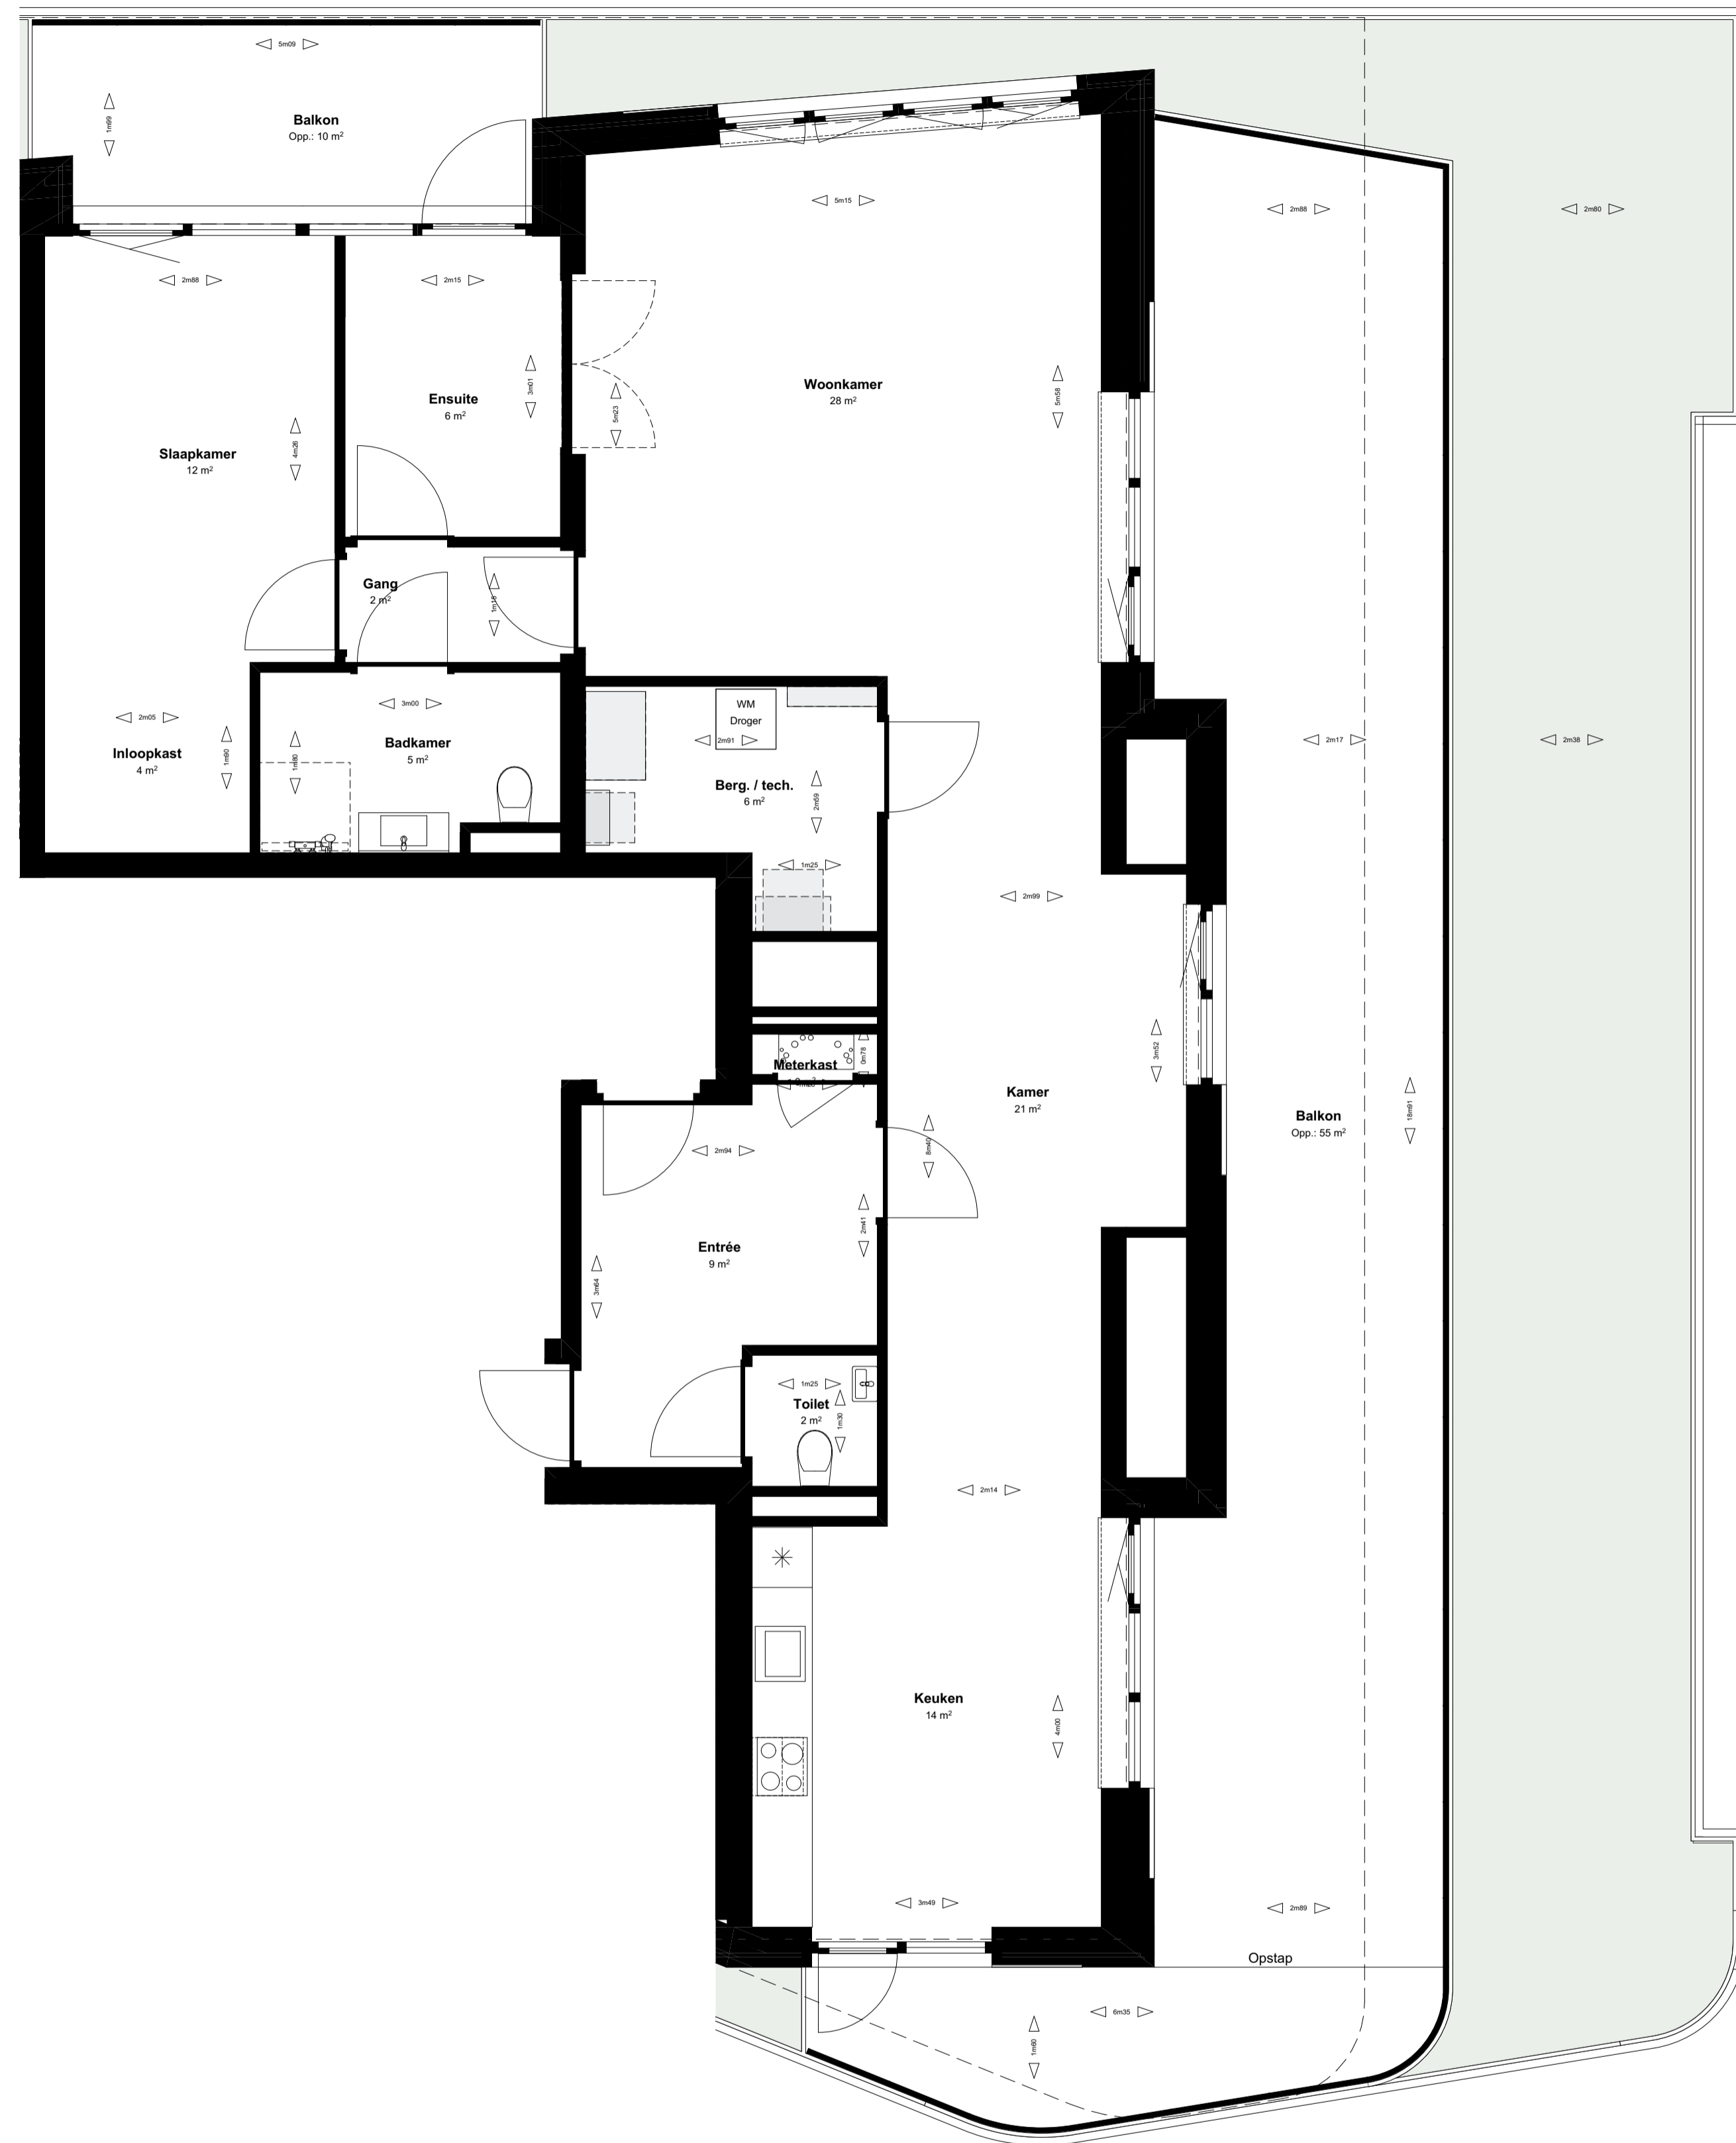 5m09
1m99
Balkon
Opp.: 10 m²
5m15
2m88
2m80
2m88
2m15
3m01
Ensuite
6 m²
Woonkamer
28 m²
5m58
5m23
4m26
Slaapkamer
12 m²
Gang
2 m²
1m18
3m00
2m05
Badkamer
5 m²
1m80
1m90
Inloopkast
4 m²
WM
Droger
2m91
Berg. / tech.
6 m²
2m59
1m25
2m17
2m38
2m99
3m52
Meterkast
0m78
Kamer
21 m²
Balkon
Opp.: 55 m²
18m91
8m40
2m94
2m41
Entrée
9 m²
3m64
1m25
Toilet
2 m²
1m30
2m14
Keuken
14 m²
4m00
3m49
2m89
Opstap
6m35
1m60